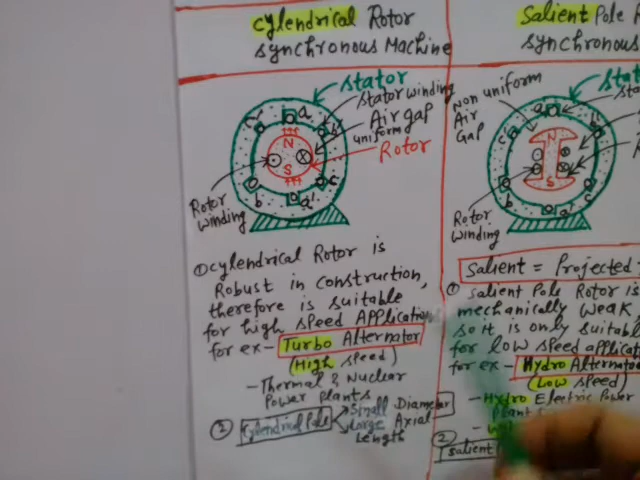 cylendrical Rotor
synchronous Machine
stator
a
stator winding
b'
Air gap
uniform
Rotor
c'
N
S
c
b
a'
Rotor
winding
① cylendrical Rotor is
Robust in construction,
therefore is suitable
for high speed Application
for ex- Turbo Alternator
(High speed)
- Thermal & Nuclear
Power plants
② Cylendrical Pole
Small Diameter
Large Axial
Length
Salient Pole
synchronous
Non uniform
Air
Gap
a
c'
b'
N
S
c
b
a'
Rotor
winding
Salient = Projected
① salient Pole Rotor is
mechanically weak
so it is only suitable
for low speed
for ex- Hydro
(Low speed)
- Hydro Electric Power
Plant
②
Salient